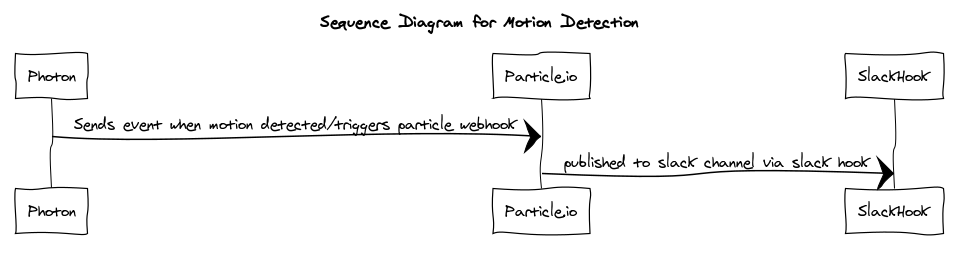 Sequence Diagram for Motion Detection
Photon
Particle.io
SlackHook
Sends event when motion detected/triggers particle webhook
published to slack channel via slack hook
Photon
Particle.io
SlackHook